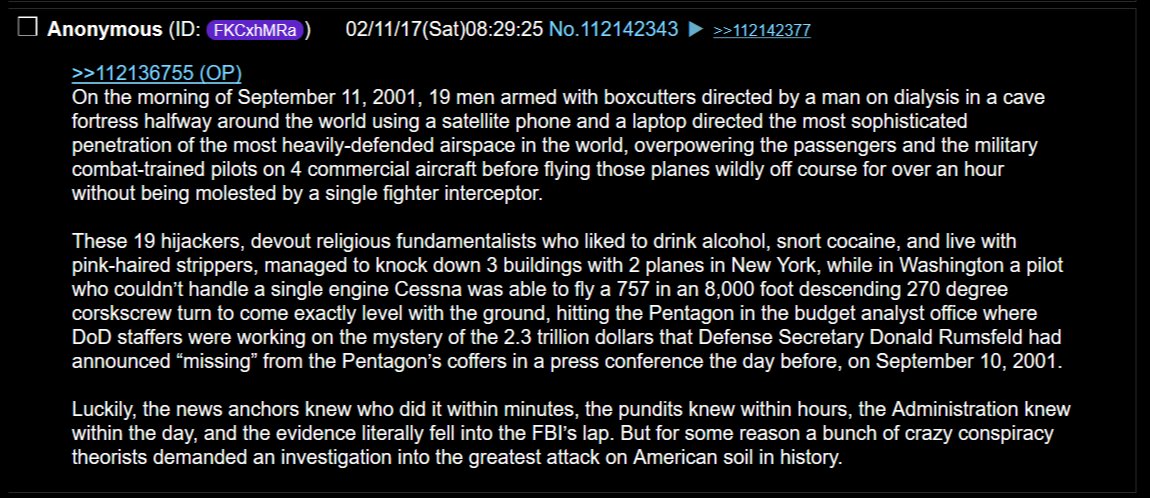 Anonymous (ID: FKCxhMRa) 02/11/17(Sat)08:29:25 No.112142343 ▶ >>112142377
>>112136755 (OP)
On the morning of September 11, 2001, 19 men armed with boxcutters directed by a man on dialysis in a cave
fortress halfway around the world using a satellite phone and a laptop directed the most sophisticated
penetration of the most heavily-defended airspace in the world, overpowering the passengers and the military
combat-trained pilots on 4 commercial aircraft before flying those planes wildly off course for over an hour
without being molested by a single fighter interceptor.
These 19 hijackers, devout religious fundamentalists who liked to drink alcohol, snort cocaine, and live with
pink-haired strippers, managed to knock down 3 buildings with 2 planes in New York, while in Washington a pilot
who couldn’t handle a single engine Cessna was able to fly a 757 in an 8,000 foot descending 270 degree
corskscrew turn to come exactly level with the ground, hitting the Pentagon in the budget analyst office where
DoD staffers were working on the mystery of the 2.3 trillion dollars that Defense Secretary Donald Rumsfeld had
announced “missing” from the Pentagon’s coffers in a press conference the day before, on September 10, 2001.
Luckily, the news anchors knew who did it within minutes, the pundits knew within hours, the Administration knew
within the day, and the evidence literally fell into the FBI’s lap. But for some reason a bunch of crazy conspiracy
theorists demanded an investigation into the greatest attack on American soil in history.